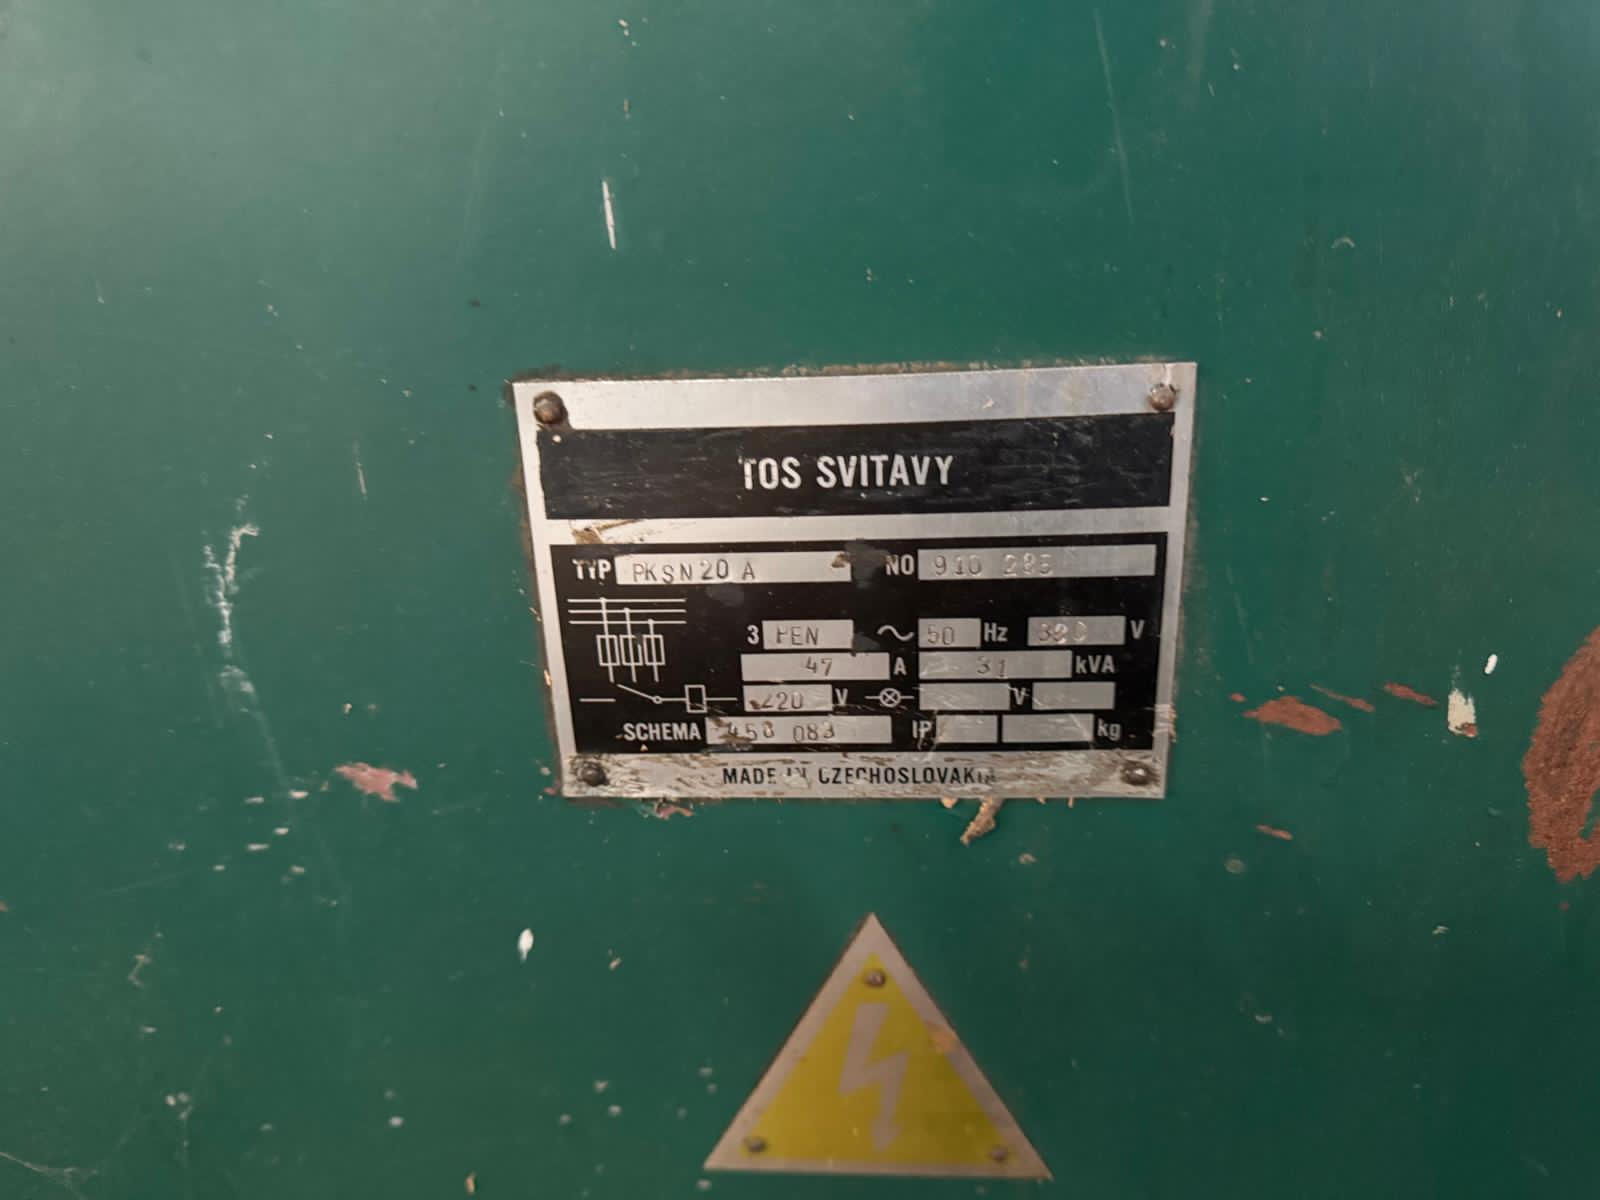 TOS SVITAVY
TYP PKSN20 A NO 910 285
3 PEN ~ 50 Hz 380 V
47 A 31 kVA
220 V V
SCHEMA 458 083 IP kg
MADE IN CZECHOSLOVAKIA